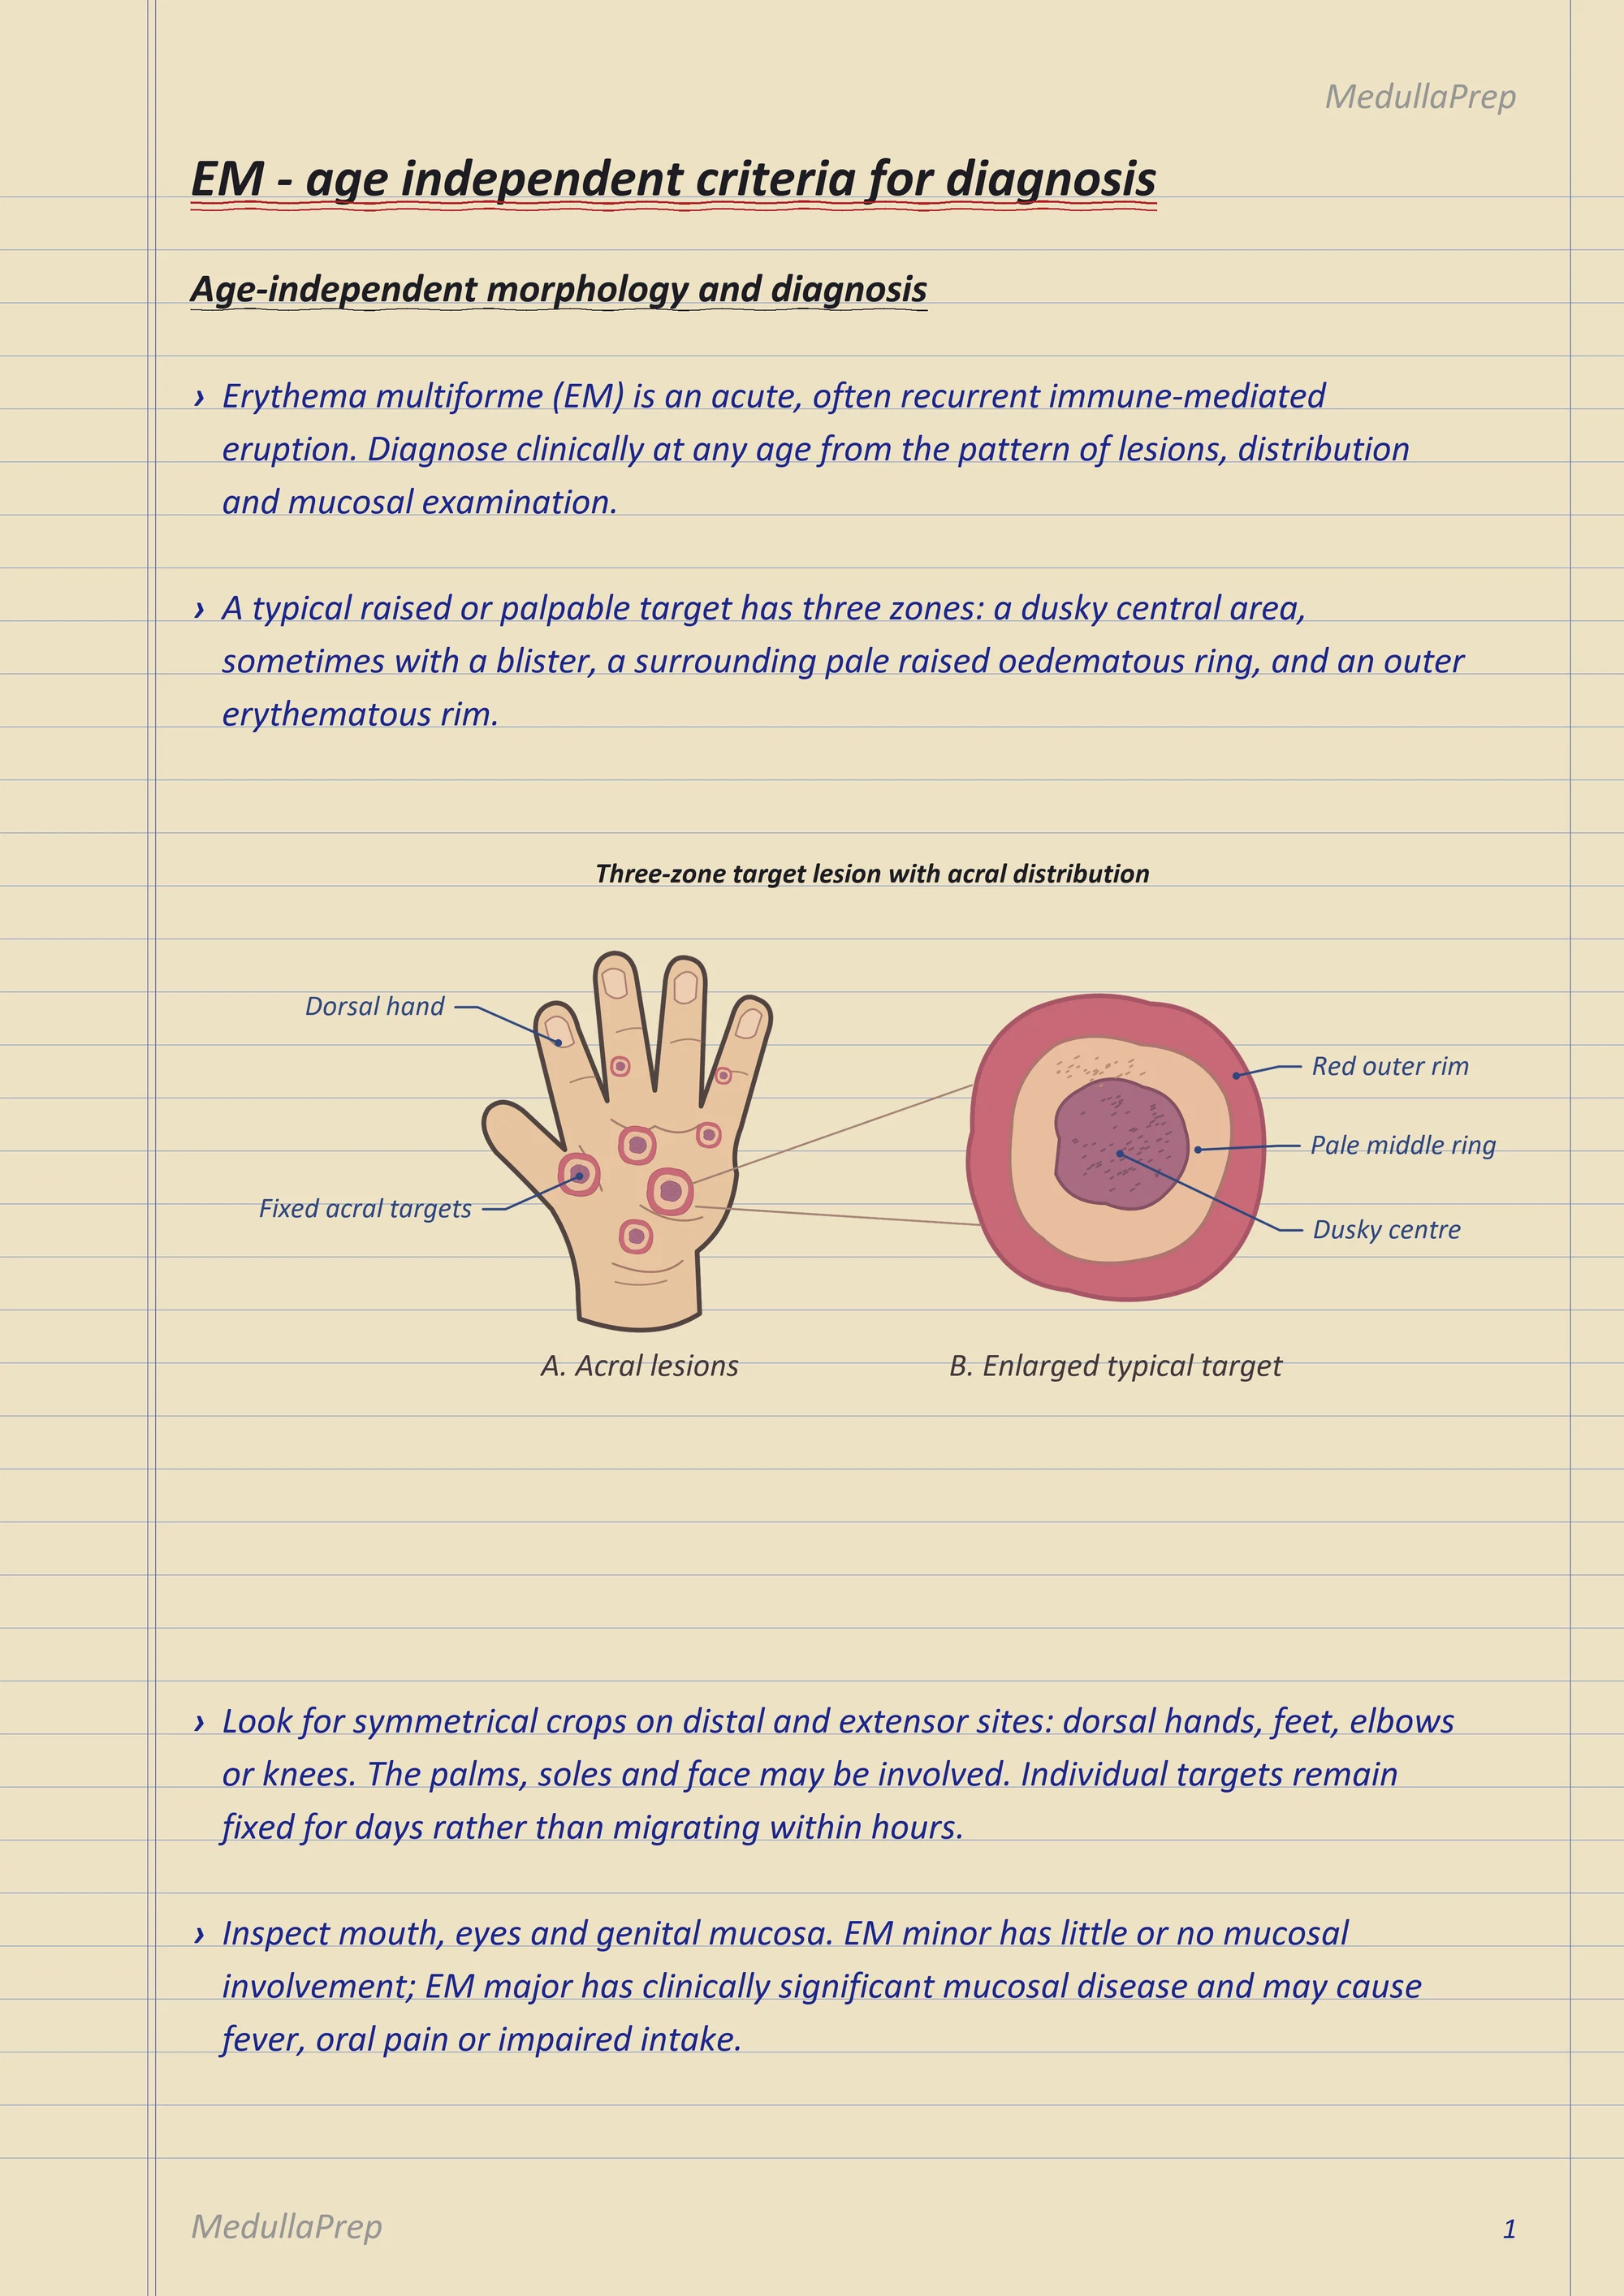 MedullaPrep
EM - age independent criteria for diagnosis
Age-independent morphology and diagnosis
› Erythema multiforme (EM) is an acute, often recurrent immune-mediated
eruption. Diagnose clinically at any age from the pattern of lesions, distribution
and mucosal examination.
› A typical raised or palpable target has three zones: a dusky central area,
sometimes with a blister, a surrounding pale raised oedematous ring, and an outer
erythematous rim.
Three-zone target lesion with acral distribution
Dorsal hand
Fixed acral targets
Red outer rim
Pale middle ring
Dusky centre
A. Acral lesions
B. Enlarged typical target
› Look for symmetrical crops on distal and extensor sites: dorsal hands, feet, elbows
or knees. The palms, soles and face may be involved. Individual targets remain
fixed for days rather than migrating within hours.
› Inspect mouth, eyes and genital mucosa. EM minor has little or no mucosal
involvement; EM major has clinically significant mucosal disease and may cause
fever, oral pain or impaired intake.
MedullaPrep
1